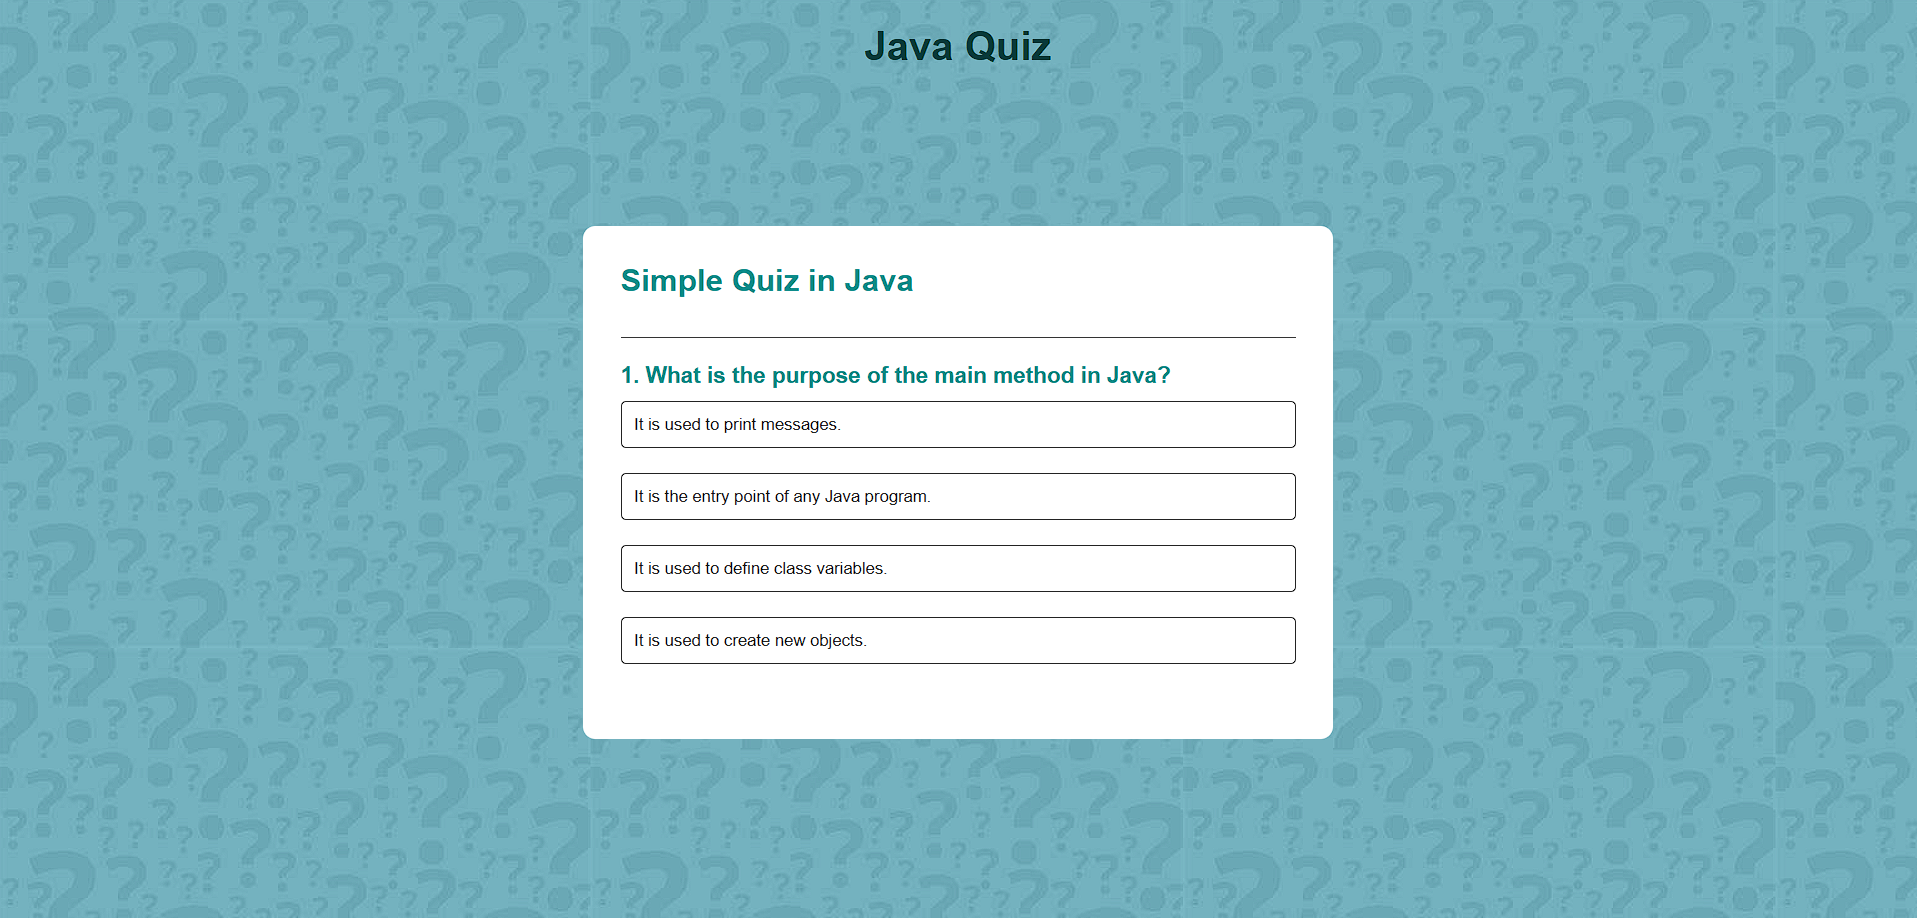 Java Quiz
Simple Quiz in Java
1. What is the purpose of the main method in Java?
It is used to print messages.
It is the entry point of any Java program.
It is used to define class variables.
It is used to create new objects.